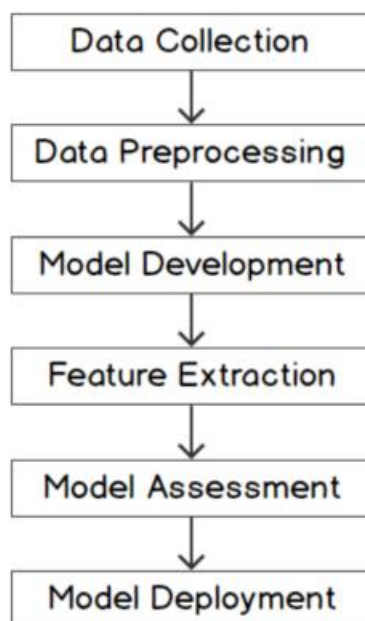 Data Collection
Data Preprocessing
Model Development
Feature Extraction
Model Assessment
Model Deployment